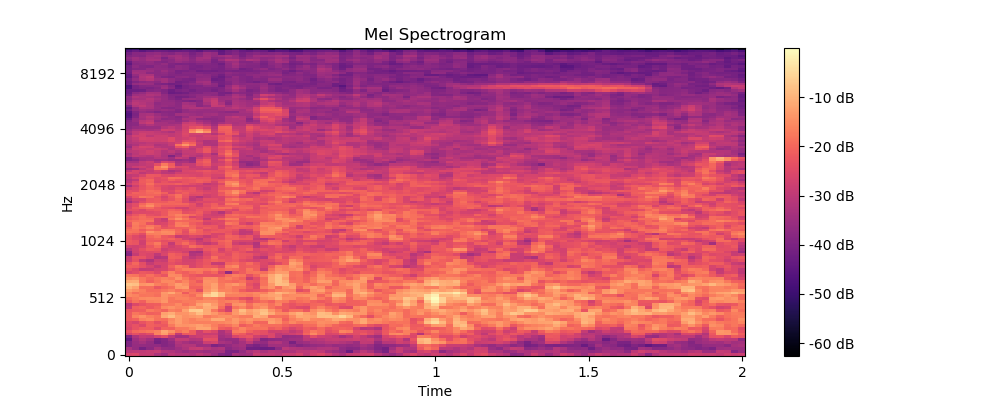 Mel Spectrogram
Hz
8192
4096
2048
1024
512
0
0
0.5
1
1.5
2
Time
-10 dB
-20 dB
-30 dB
-40 dB
-50 dB
-60 dB